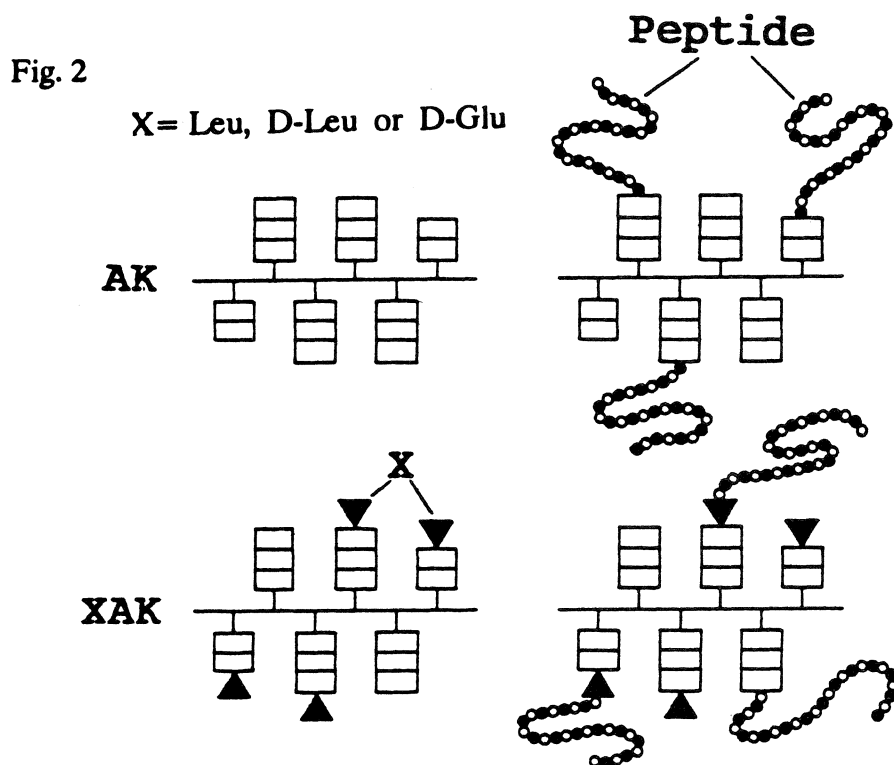 Peptide
Fig. 2
X= Leu, D-Leu or D-Glu
AK
X
XAK